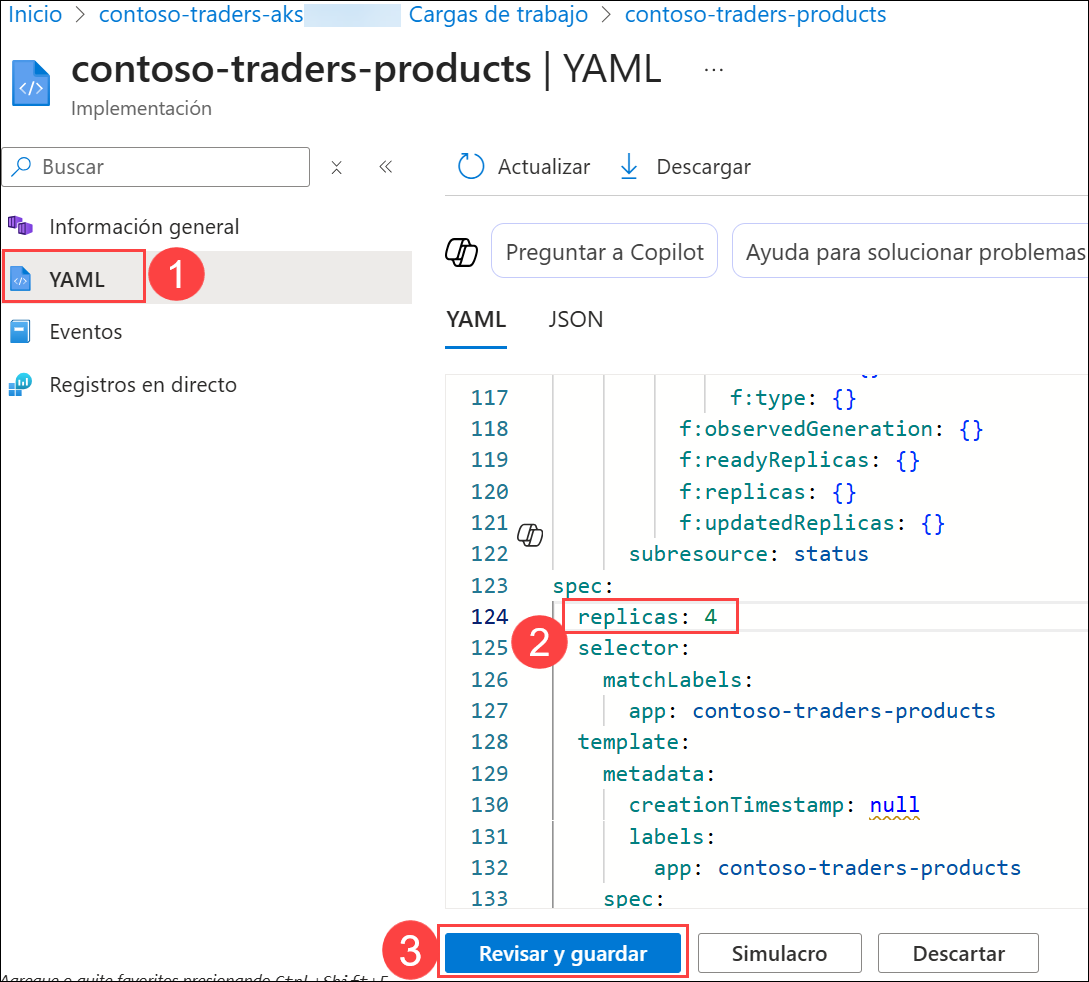 Inicio > contoso-traders-aks Cargas de trabajo > contoso-traders-products
contoso-traders-products | YAML ...
Implementación
Buscar
Actualizar Descargar
Información general
Preguntar a Copilot Ayuda para solucionar problemas
YAML 1
YAML JSON
Eventos
Registros en directo
{}
117 f:type: {}
118 f:observedGeneration: {}
119 f:readyReplicas: {}
120 f:replicas: {}
121 f:updatedReplicas: {}
122 subresource: status
123 spec:
124 replicas: 4
2
125 selector:
126 matchLabels:
127 app: contoso-traders-products
128 template:
129 metadata:
130 creationTimestamp: null
131 labels:
132 app: contoso-traders-products
133 spec:
3 Revisar y guardar Simulacro Descartar
Agregue o quite favoritos presionando Ctrl+Shift+F